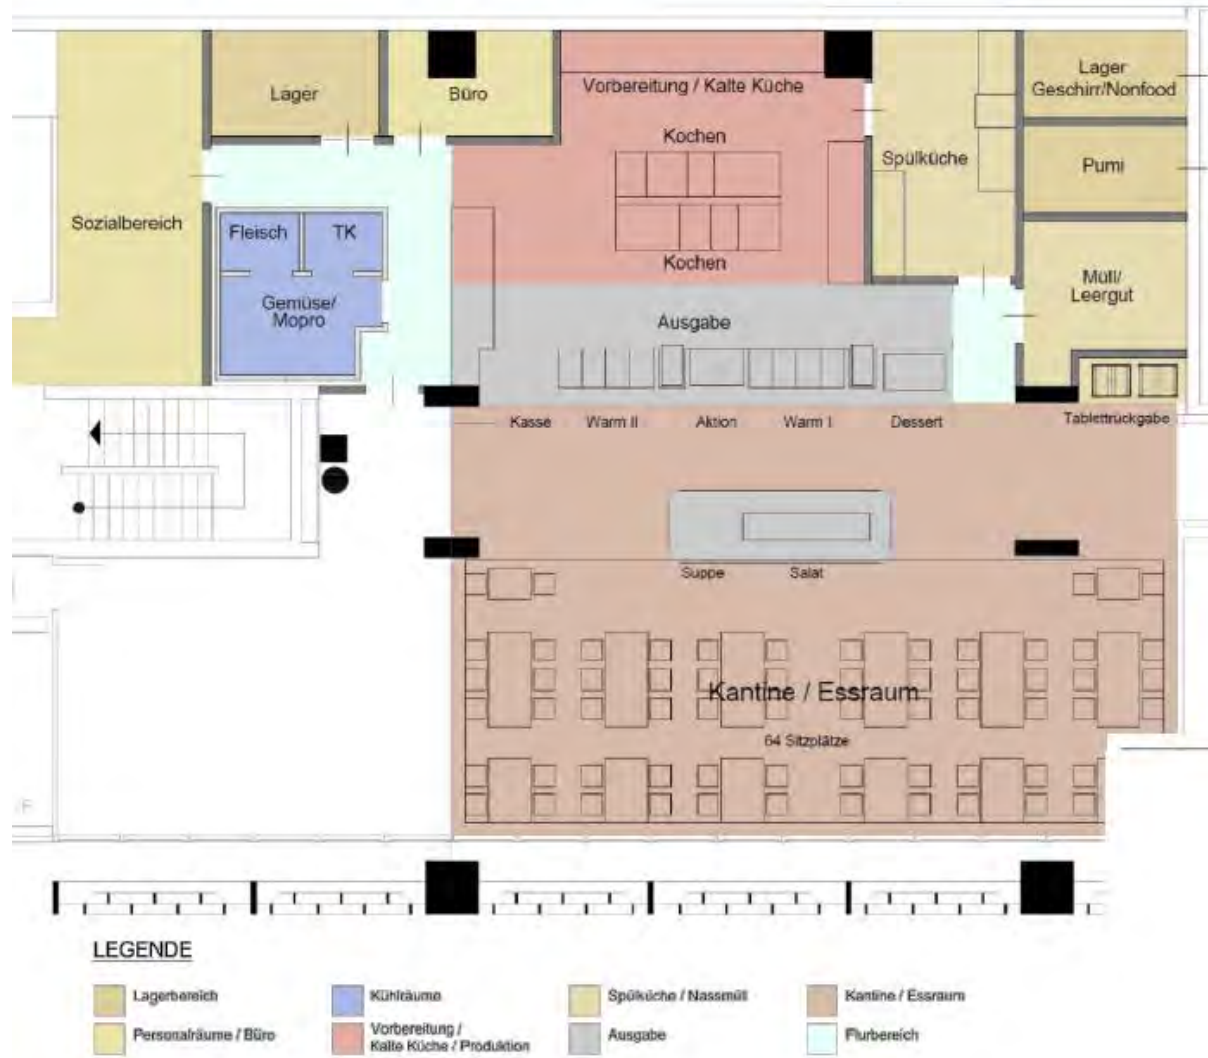 Lager
Büro
Vorbereitung / Kalte Küche
Lager
Geschirr/Nonfood
Kochen
Spülküche
Pumi
Sozialbereich
Fleisch
TK
Kochen
Müll/
Leergut
Gemüse/
Mopro
Ausgabe
Kasse
Warm II
Aktion
Warm I
Dessert
Tablettrückgabe
Suppe
Salat
Kantine / Essraum
64 Sitzplätze
F
LEGENDE
Lagerbereich
Kühlräume
Spülküche / Nassmüll
Kantine / Essraum
Personalräume / Büro
Vorbereitung /
Kalte Küche / Produktion
Ausgabe
Flurbereich